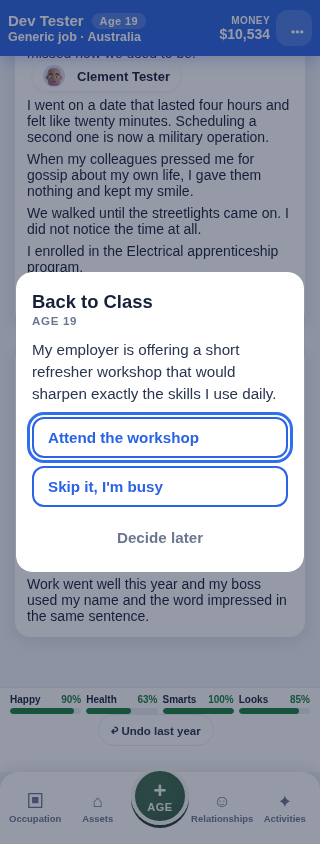 Dev Tester Age 19
Generic job · Australia
MONEY
$10,534
missed how we used to be.
Clement Tester
I went on a date that lasted four hours and
felt like twenty minutes. Scheduling a
second one is now a military operation.
When my colleagues pressed me for
gossip about my own life, I gave them
nothing and kept my smile.
We walked until the streetlights came on. I
did not notice the time at all.
I enrolled in the Electrical apprenticeship
program.
Back to Class
AGE 19
My employer is offering a short
refresher workshop that would
sharpen exactly the skills I use daily.
Attend the workshop
Skip it, I'm busy
Decide later
Work went well this year and my boss
used my name and the word impressed in
the same sentence.
Happy 90% Health 63% Smarts 100% Looks 85%
Undo last year
+
AGE
Occupation Assets Relationships Activities